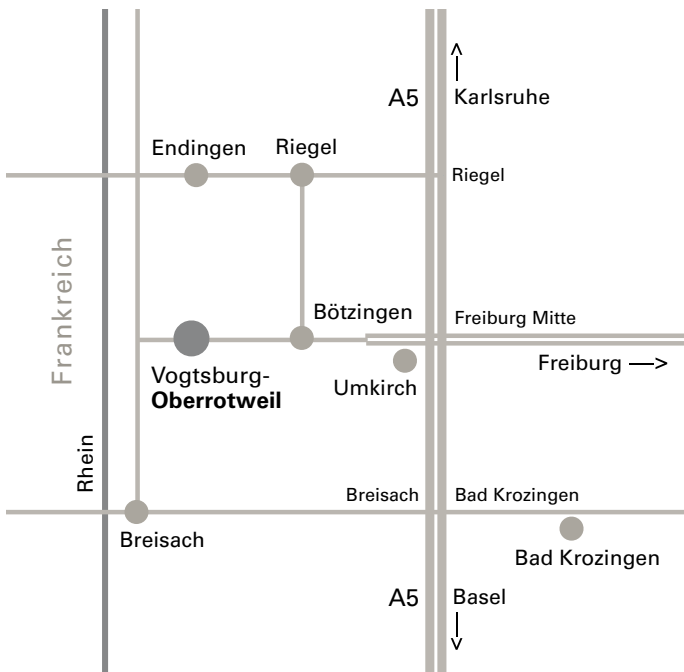 A5
Karlsruhe
Endingen
Riegel
Riegel
Frankreich
Bötzingen
Freiburg Mitte
Freiburg
Vogtsburg-
Oberrotweil
Umkirch
Rhein
Breisach
Bad Krozingen
Breisach
Bad Krozingen
A5
Basel